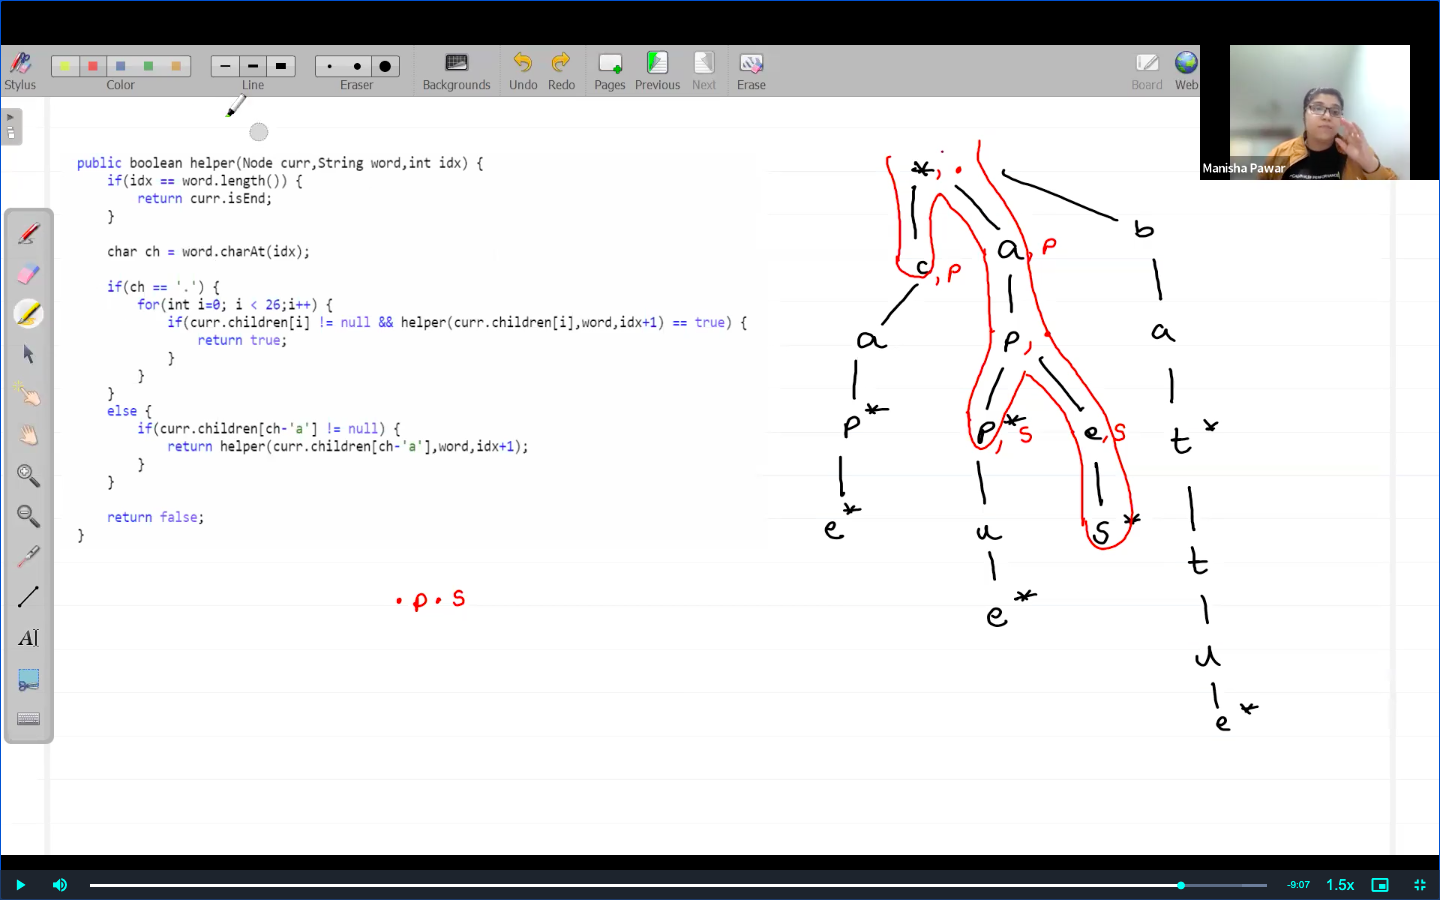 Stylus
Color
Line
Eraser
Backgrounds
Undo
Redo
Pages
Previous
Next
Erase
Board
Web
Manisha Pawar
public boolean helper(Node curr,String word,int idx) {
if(idx == word.length()) {
return curr.isEnd;
}
char ch = word.charAt(idx);
if(ch == '.') {
for(int i=0; i < 26;i++) {
if(curr.children[i] != null && helper(curr.children[i],word,idx+1) == true) {
return true;
}
}
}
else {
if(curr.children[ch-'a'] != null) {
return helper(curr.children[ch-'a'],word,idx+1);
}
}
return false;
}
. p . s
*, .
b
a, p
c, p
a
p,
a
p*
p*, s
e, s
t*
e*
u
s*
e*
t
u
e*
AI
-9:07
1.5x